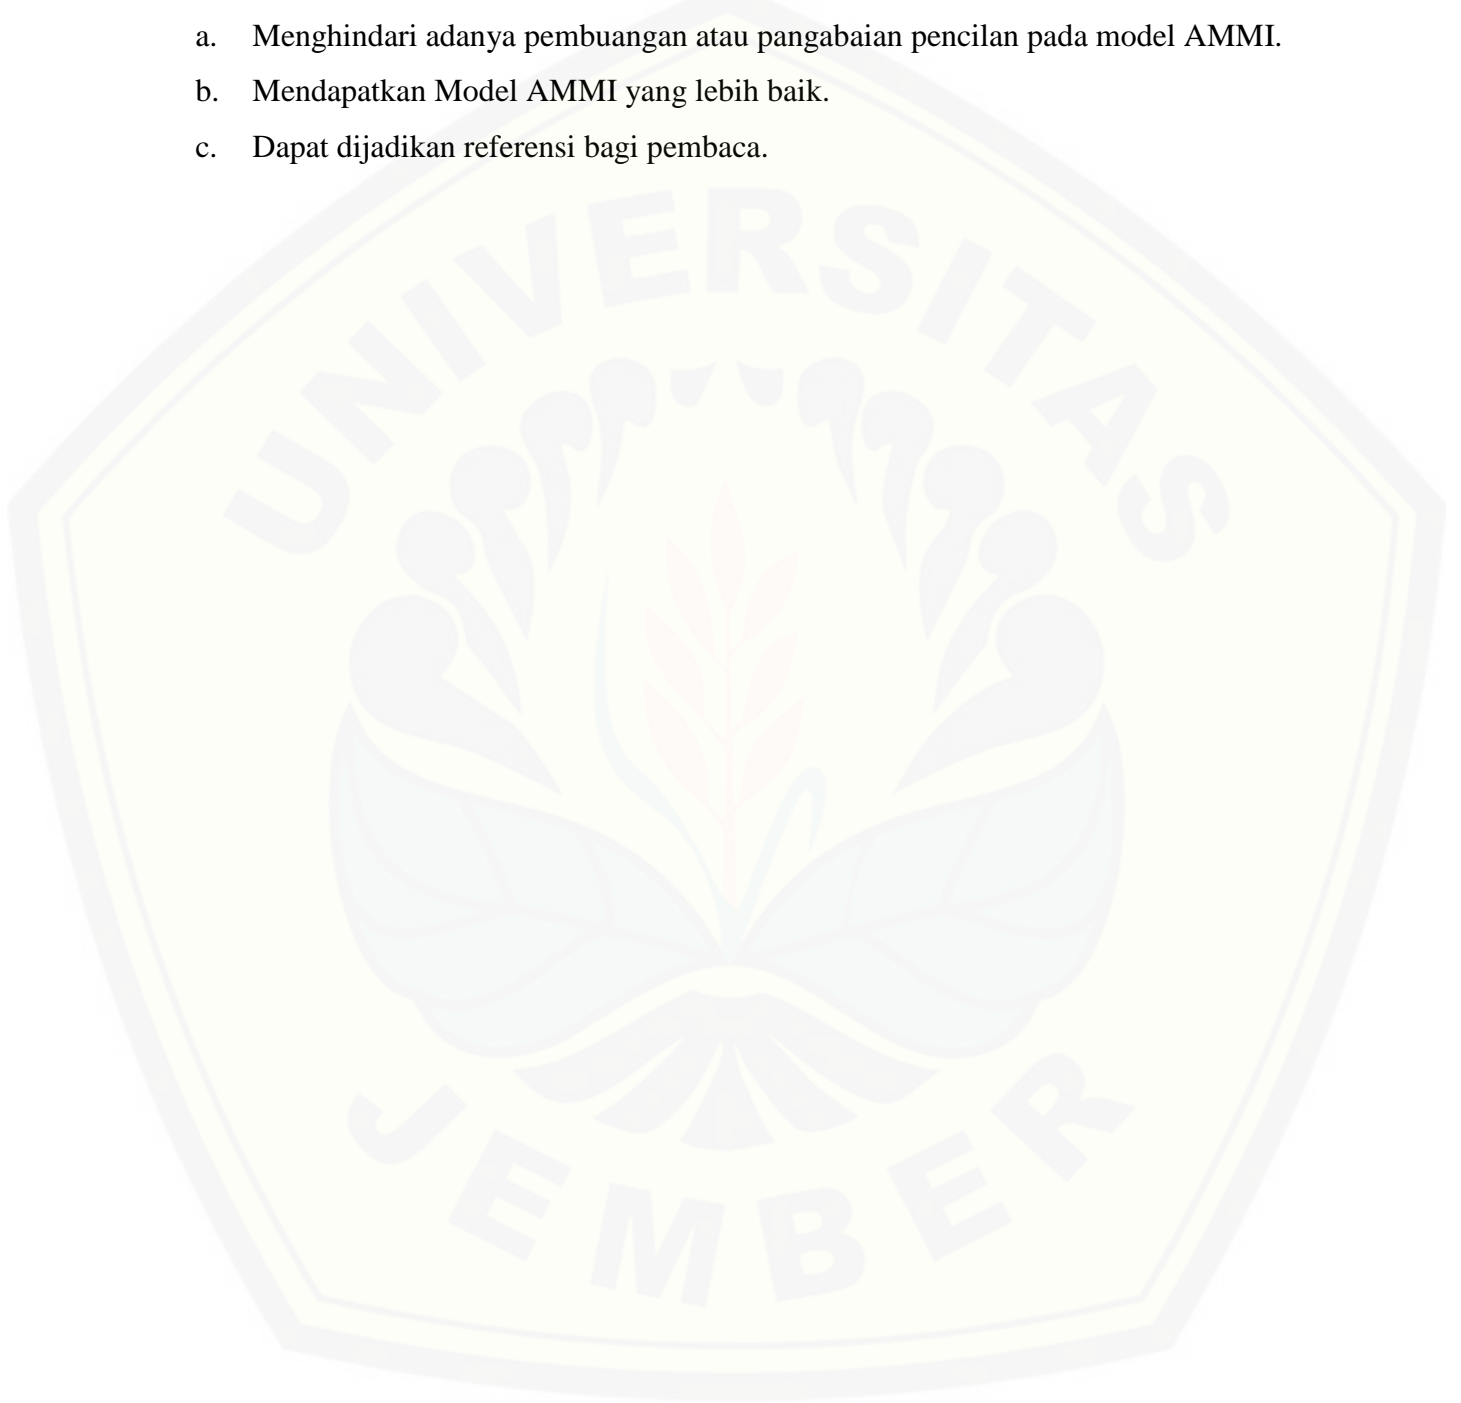 a. Menghindari adanya pembuangan atau pangabaian pencilan pada model AMMI.
b. Mendapatkan Model AMMI yang lebih baik.
c. Dapat dijadikan referensi bagi pembaca.
UNIVERSITAS
JEMBER